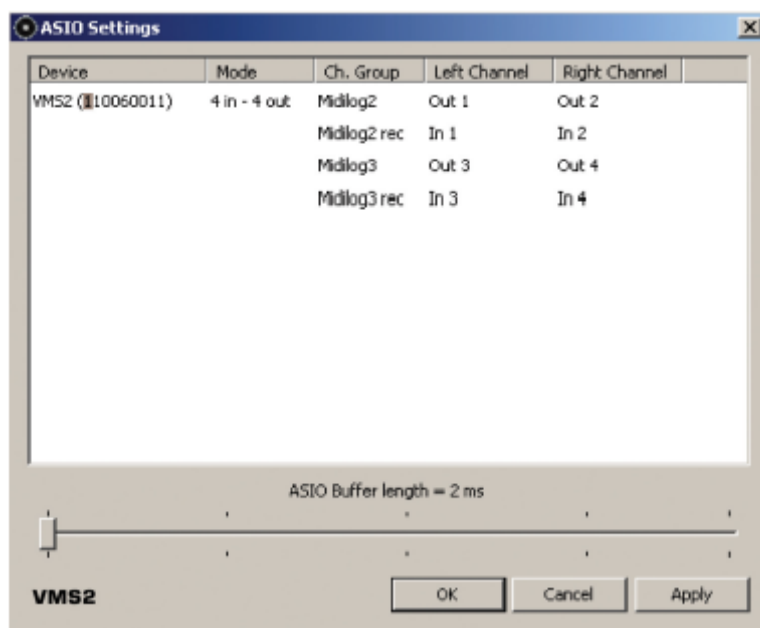 ASIO Settings
Device Mode Ch. Group Left Channel Right Channel
VMS2 (110060011) 4 in - 4 out Midilog2 Out 1 Out 2
Midilog2 rec In 1 In 2
Midilog3 Out 3 Out 4
Midilog3 rec In 3 In 4
ASIO Buffer length = 2 ms
VMS2 OK Cancel Apply